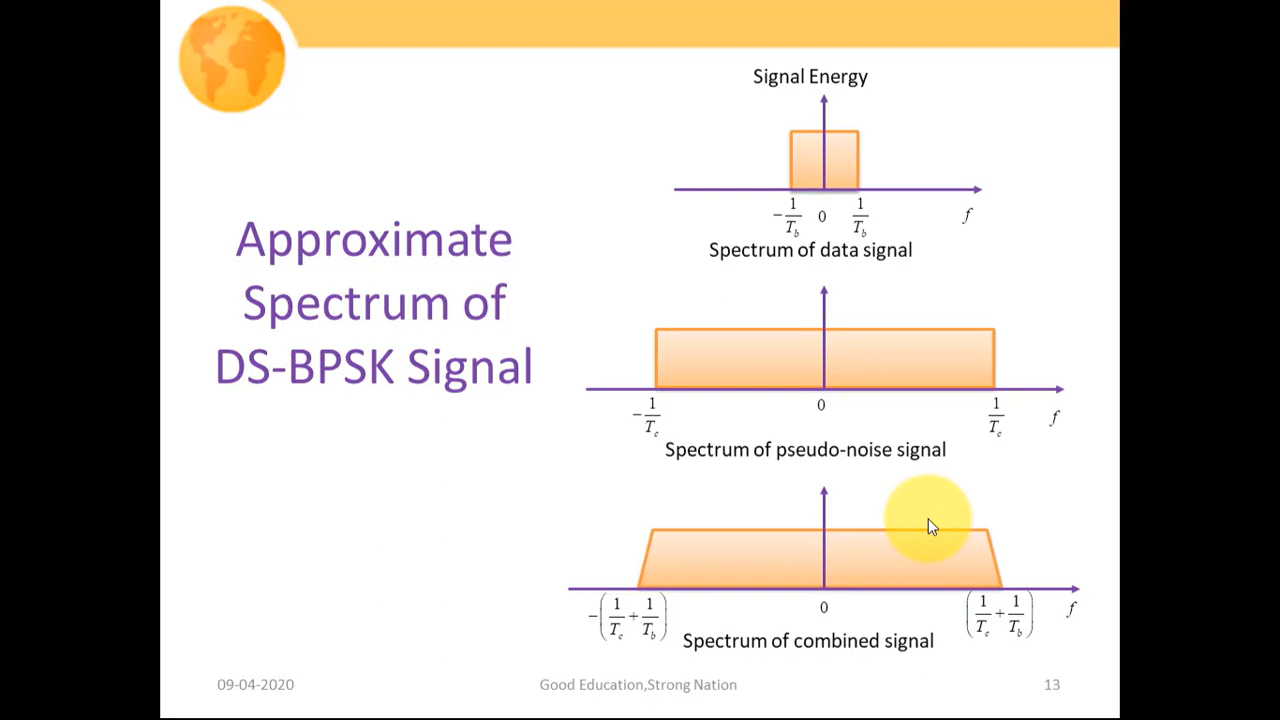 Approximate
Spectrum of
DS-BPSK Signal
Signal Energy
−1/T_b 0 1/T_b f
Spectrum of data signal
−1/T_c 0 1/T_c f
Spectrum of pseudo-noise signal
−(1/T_c + 1/T_b) 0 (1/T_c + 1/T_b) f
Spectrum of combined signal
09-04-2020 Good Education,Strong Nation 13